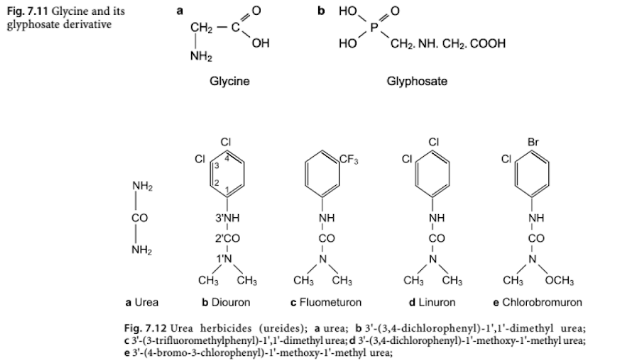 Fig. 7.11 Glycine and its
glyphosate derivative
a
CH₂ – C
O
OH
NH₂
Glycine
b
HO
O
P
HO
CH₂. NH. CH₂. COOH
Glyphosate
NH₂
CO
NH₂
a Urea
Cl
Cl
4
3
2
1
3'NH
2'CO
1'N
CH₃ CH₃
b Diouron
CF₃
NH
CO
N
CH₃ CH₃
c Fluometuron
Cl
Cl
NH
CO
N
CH₃ CH₃
d Linuron
Br
Cl
NH
CO
N
CH₃ OCH₃
e Chlorobromuron
Fig. 7.12 Urea herbicides (ureides); a urea; b 3'-(3,4-dichlorophenyl)-1',1'-dimethyl urea;
c 3'-(3-trifluoromethylphenyl)-1',1'-dimethyl urea; d 3'-(3,4-dichlorophenyl)-1'-methoxy-1'-methyl urea;
e 3'-(4-bromo-3-chlorophenyl)-1'-methoxy-1'-methyl urea;